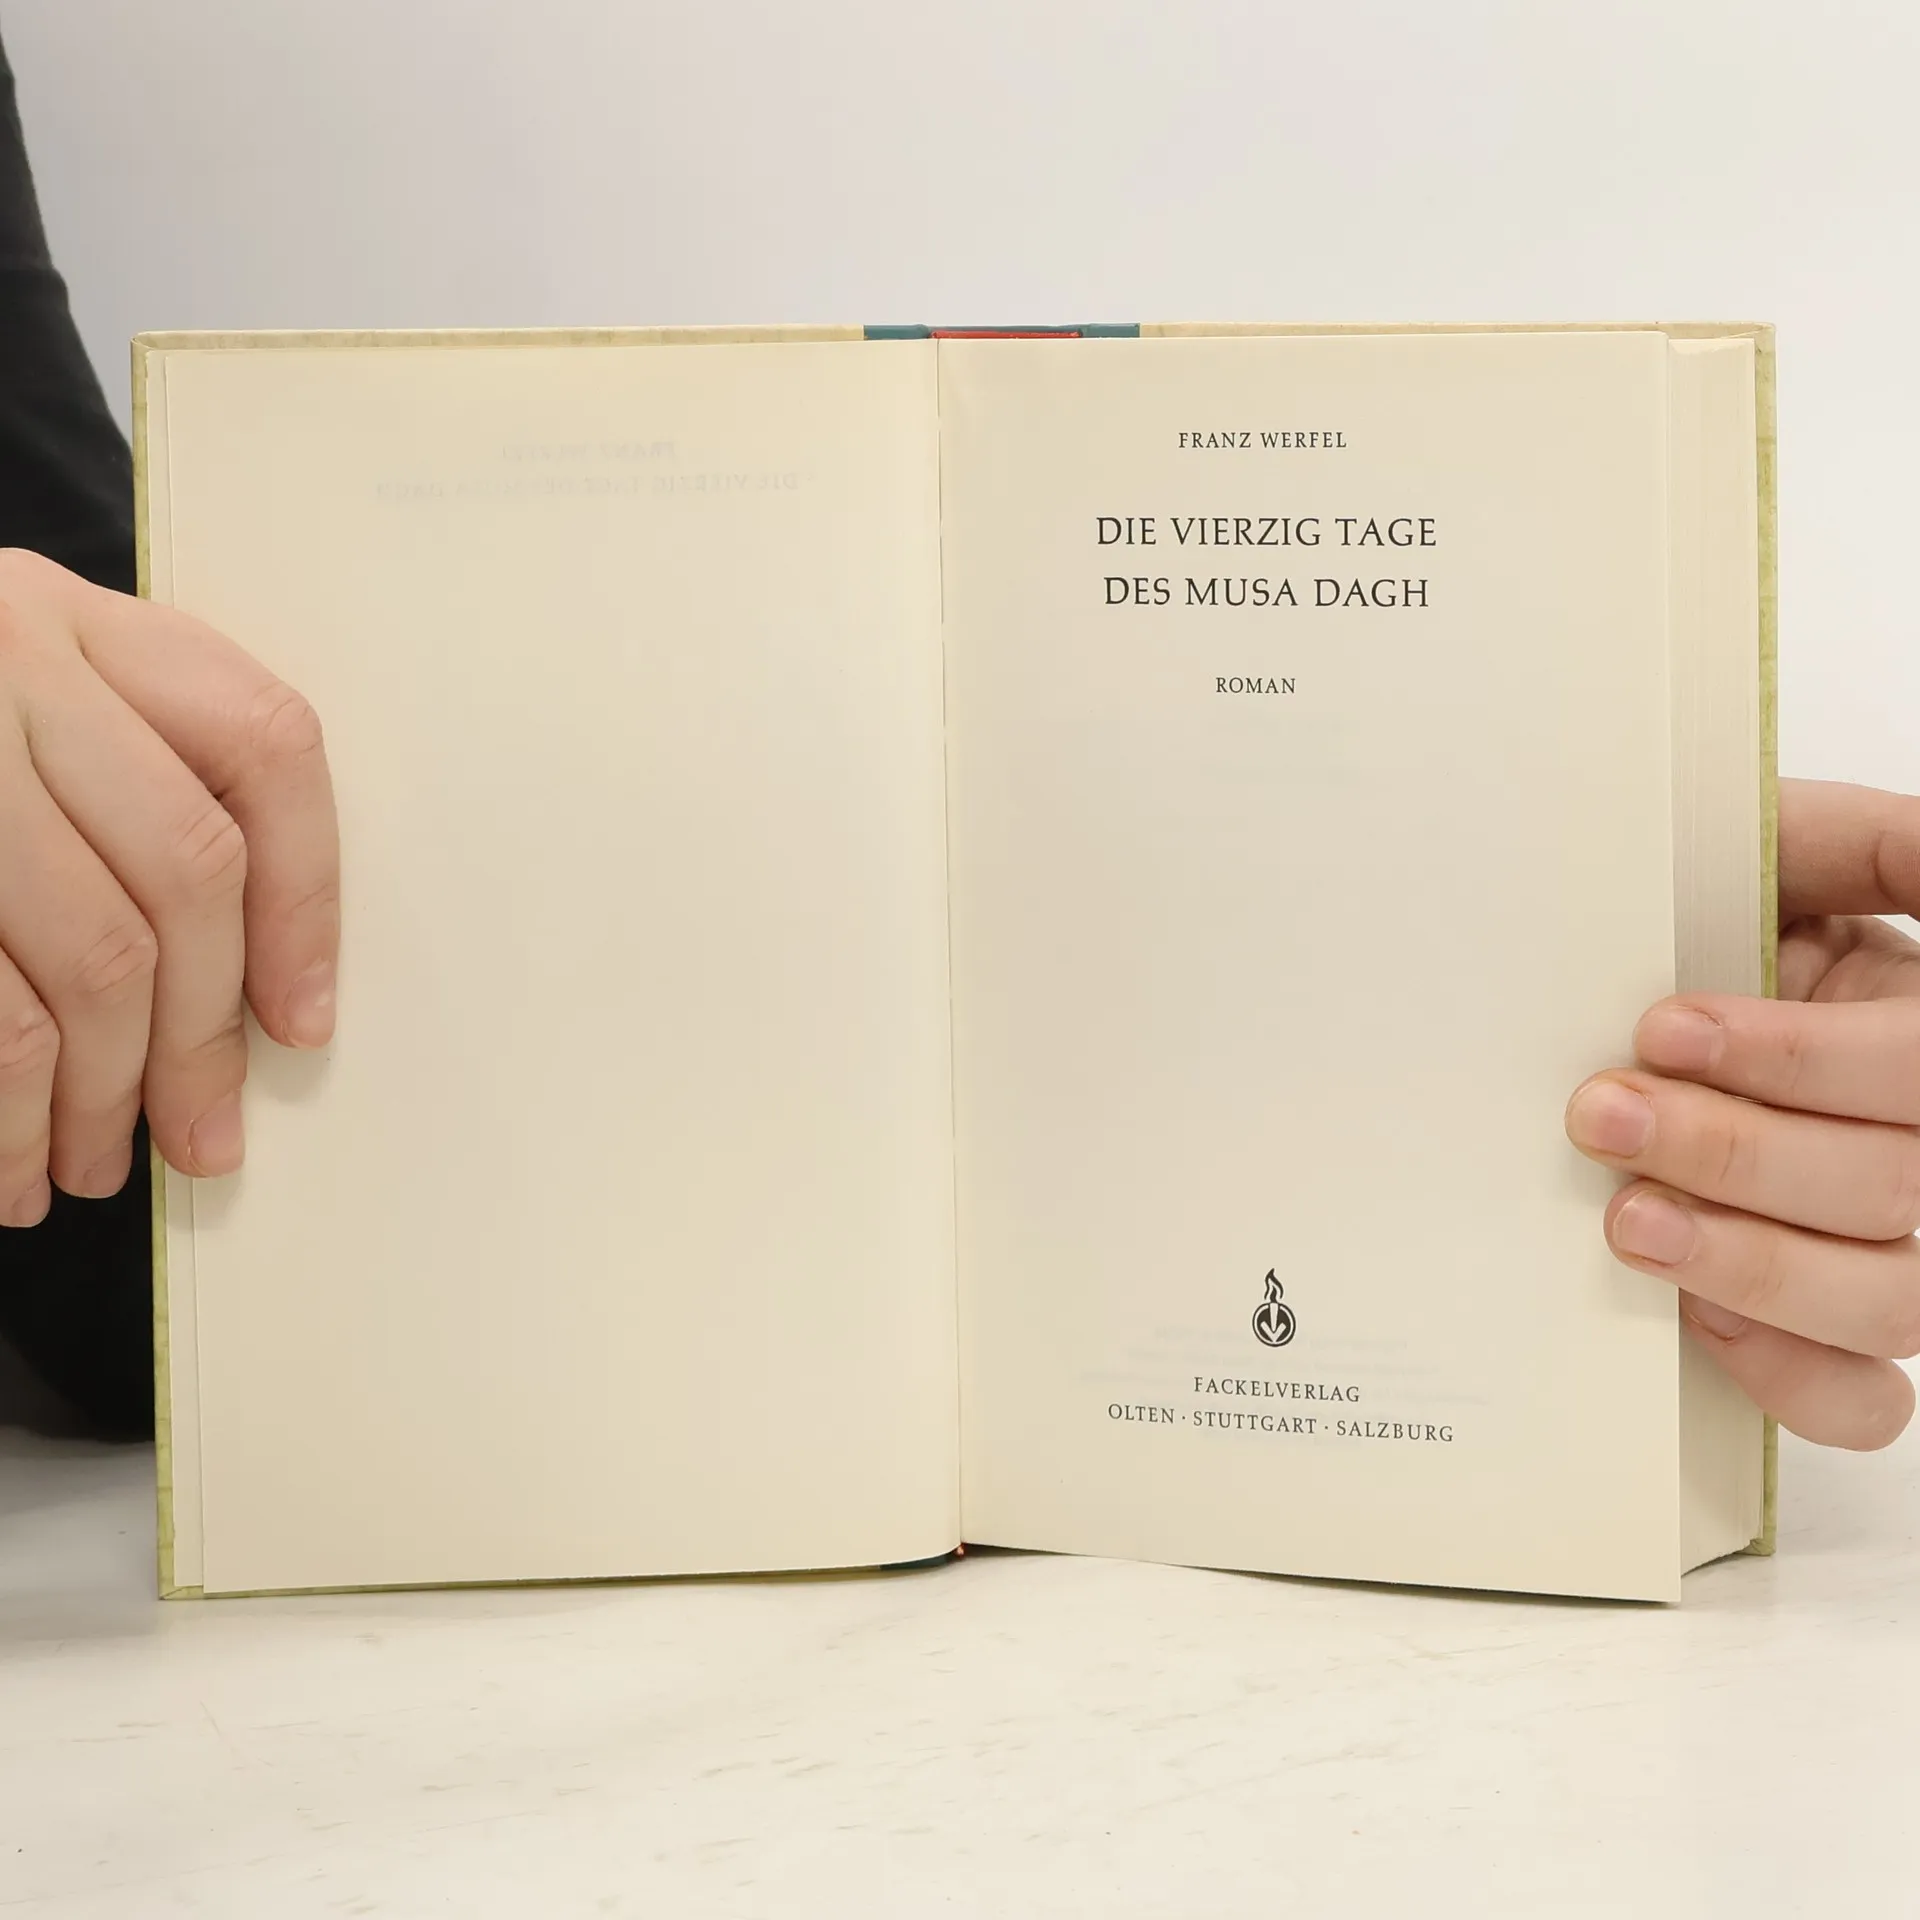 FRANZ WERFEL
DIE VIERZIG TAGE
DES MUSA DAGH
ROMAN
FACKELVERLAG
OLTEN · STUTTGART · SALZBURG